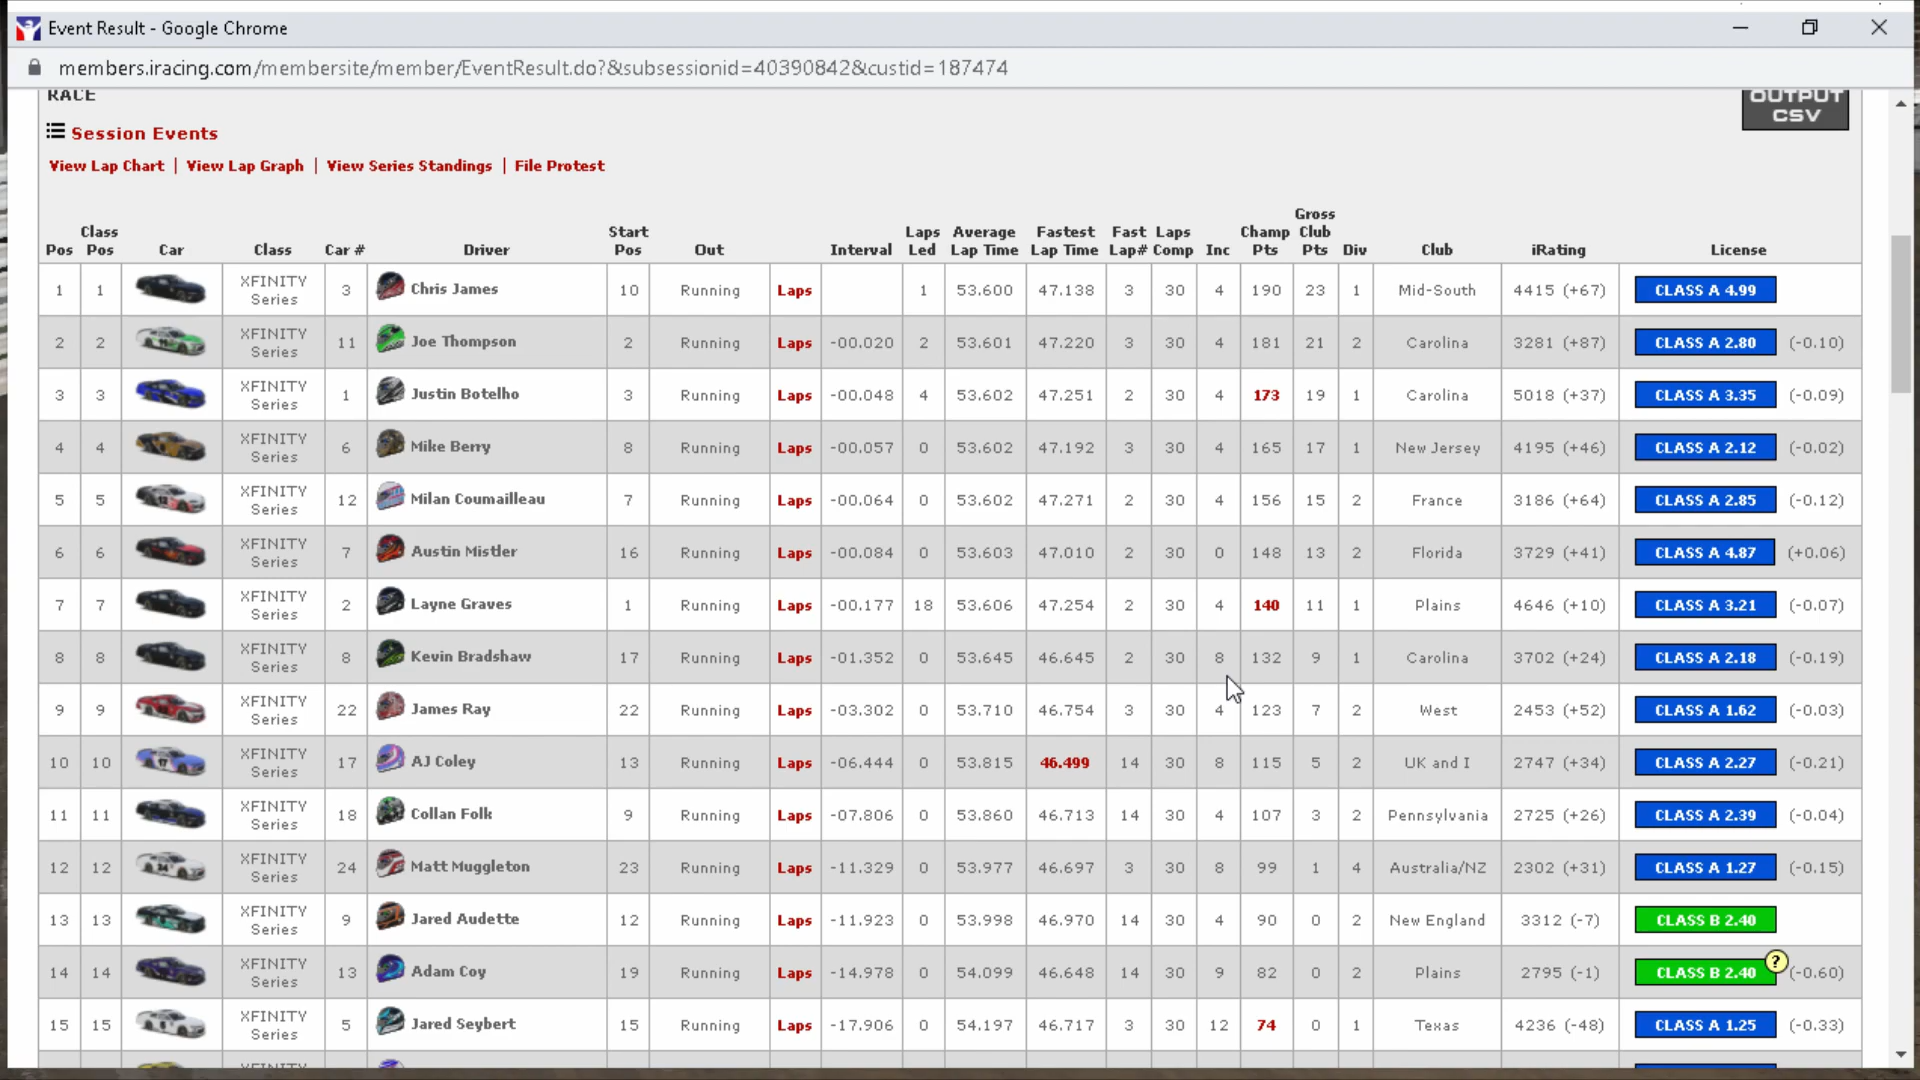 Event Result - Google Chrome
members.iracing.com/membersite/member/EventResult.do?&subsessionid=40390842&custid=187474
RACE
OUTPUT CSV
Session Events
View Lap Chart | View Lap Graph | View Series Standings | File Protest
Pos Class Pos Car Class Car # Driver Start Pos Out Interval Laps Led Average Lap Time Fastest Lap Time Fast Lap# Laps Comp Inc Champ Pts Gross Club Pts Div Club iRating License
1 1 XFINITY Series 3 Chris James 10 Running Laps 1 53.600 47.138 3 30 4 190 23 1 Mid-South 4415 (+67) CLASS A 4.99
2 2 XFINITY Series 11 Joe Thompson 2 Running Laps -00.020 2 53.601 47.220 3 30 4 181 21 2 Carolina 3281 (+87) CLASS A 2.80 (-0.10)
3 3 XFINITY Series 1 Justin Botelho 3 Running Laps -00.048 4 53.602 47.251 2 30 4 173 19 1 Carolina 5018 (+37) CLASS A 3.35 (-0.09)
4 4 XFINITY Series 6 Mike Berry 8 Running Laps -00.057 0 53.602 47.192 3 30 4 165 17 1 New Jersey 4195 (+46) CLASS A 2.12 (-0.02)
5 5 XFINITY Series 12 Milan Coumailleau 7 Running Laps -00.064 0 53.602 47.271 2 30 4 156 15 2 France 3186 (+64) CLASS A 2.85 (-0.12)
6 6 XFINITY Series 7 Austin Mistler 16 Running Laps -00.084 0 53.603 47.010 2 30 0 148 13 2 Florida 3729 (+41) CLASS A 4.87 (+0.06)
7 7 XFINITY Series 2 Layne Graves 1 Running Laps -00.177 18 53.606 47.254 2 30 4 140 11 1 Plains 4646 (+10) CLASS A 3.21 (-0.07)
8 8 XFINITY Series 8 Kevin Bradshaw 17 Running Laps -01.352 0 53.645 46.645 2 30 8 132 9 1 Carolina 3702 (+24) CLASS A 2.18 (-0.19)
9 9 XFINITY Series 22 James Ray 22 Running Laps -03.302 0 53.710 46.754 3 30 4 123 7 2 West 2453 (+52) CLASS A 1.62 (-0.03)
10 10 XFINITY Series 17 AJ Coley 13 Running Laps -06.444 0 53.815 46.499 14 30 8 115 5 2 UK and I 2747 (+34) CLASS A 2.27 (-0.21)
11 11 XFINITY Series 18 Collan Folk 9 Running Laps -07.806 0 53.860 46.713 14 30 4 107 3 2 Pennsylvania 2725 (+26) CLASS A 2.39 (-0.04)
12 12 XFINITY Series 24 Matt Muggleton 23 Running Laps -11.329 0 53.977 46.697 3 30 8 99 1 4 Australia/NZ 2302 (+31) CLASS A 1.27 (-0.15)
13 13 XFINITY Series 9 Jared Audette 12 Running Laps -11.923 0 53.998 46.970 14 30 4 90 0 2 New England 3312 (-7) CLASS B 2.40
14 14 XFINITY Series 13 Adam Coy 19 Running Laps -14.978 0 54.099 46.648 14 30 9 82 0 2 Plains 2795 (-1) CLASS B 2.40 ? (-0.60)
15 15 XFINITY Series 5 Jared Seybert 15 Running Laps -17.906 0 54.197 46.717 3 30 12 74 0 1 Texas 4236 (-48) CLASS A 1.25 (-0.33)
XFINITY